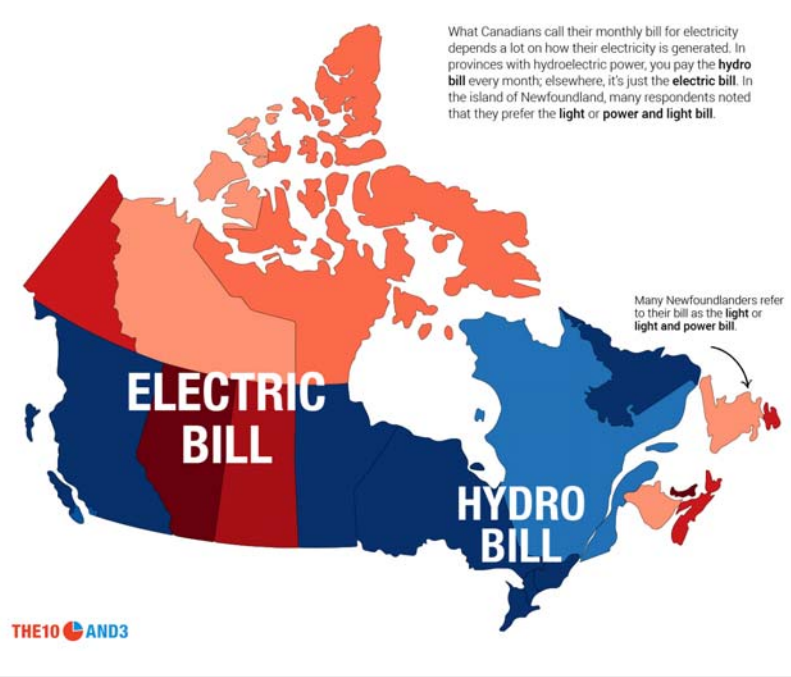 What Canadians call their monthly bill for electricity
depends a lot on how their electricity is generated. In
provinces with hydroelectric power, you pay the hydro
bill every month; elsewhere, it's just the electric bill. In
the island of Newfoundland, many respondents noted
that they prefer the light or power and light bill.
Many Newfoundlanders refer
to their bill as the light or
light and power bill.
ELECTRIC
BILL
HYDRO
BILL
THE10 AND3